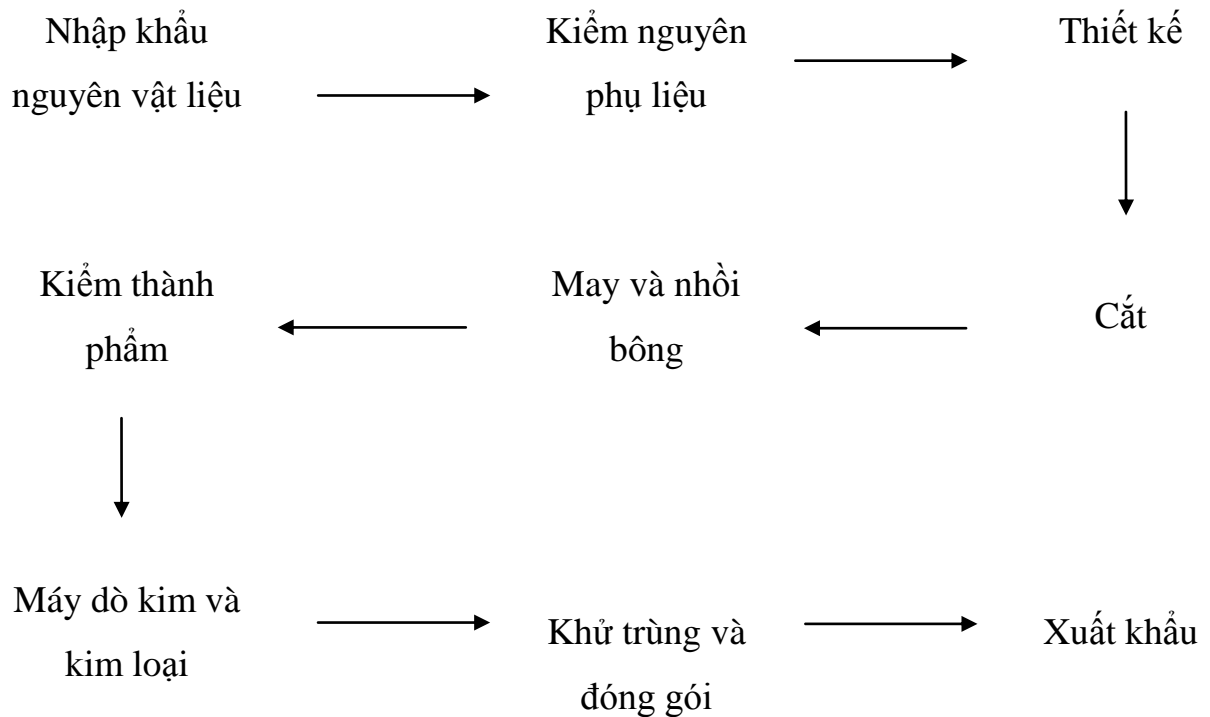 Nhập khẩu
nguyên vật liệu
Kiểm nguyên
phụ liệu
Thiết kế
Cắt
May và nhồi
bông
Kiểm thành
phẩm
Máy dò kim và
kim loại
Khử trùng và
đóng gói
Xuất khẩu